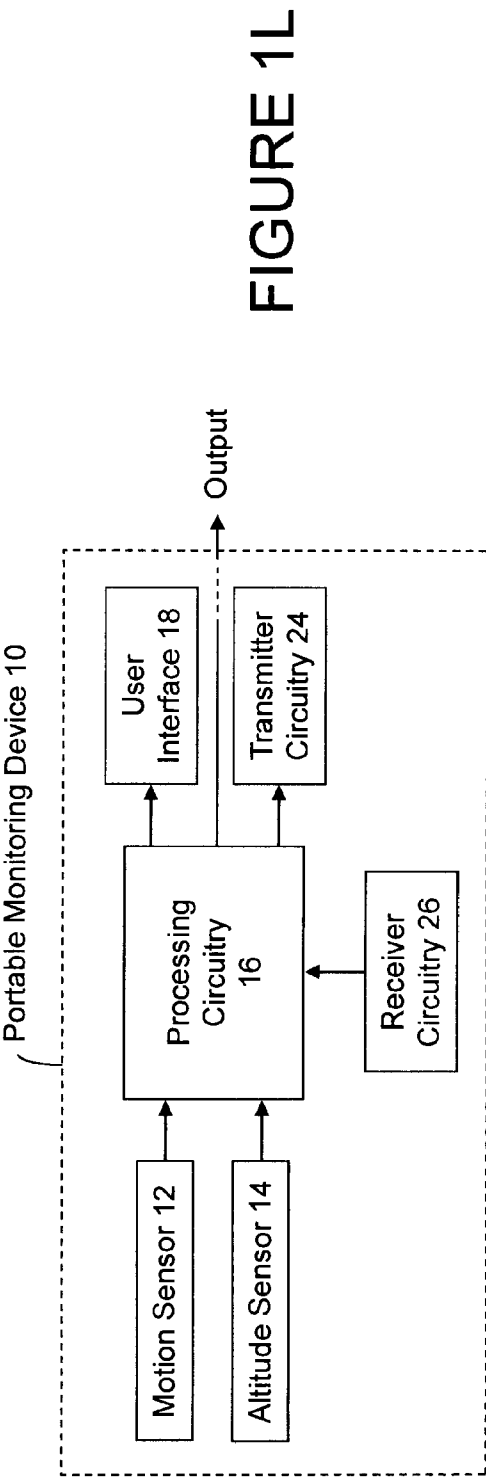 Portable Monitoring Device 10
Motion Sensor 12
Altitude Sensor 14
Processing
Circuitry
16
User
Interface 18
Output
Transmitter
Circuitry 24
Receiver
Circuitry 26
FIGURE 1L